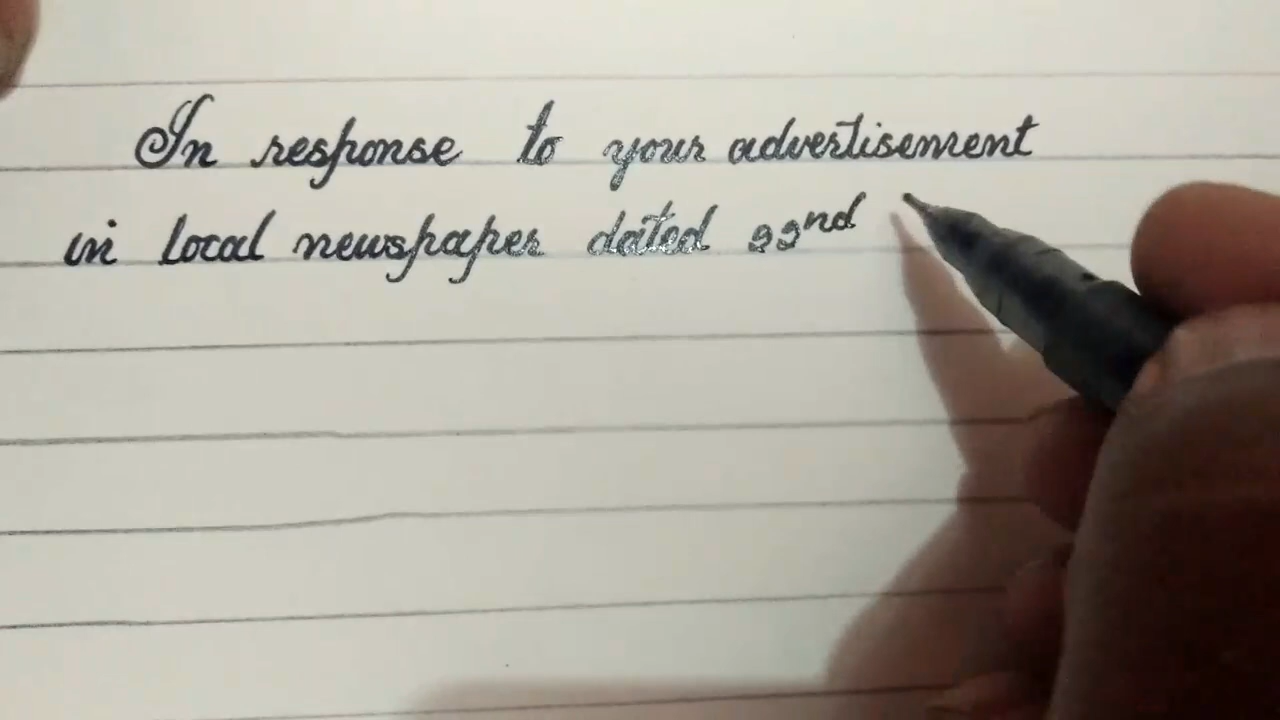 In response to your advertisement
in local newspaper dated 22nd